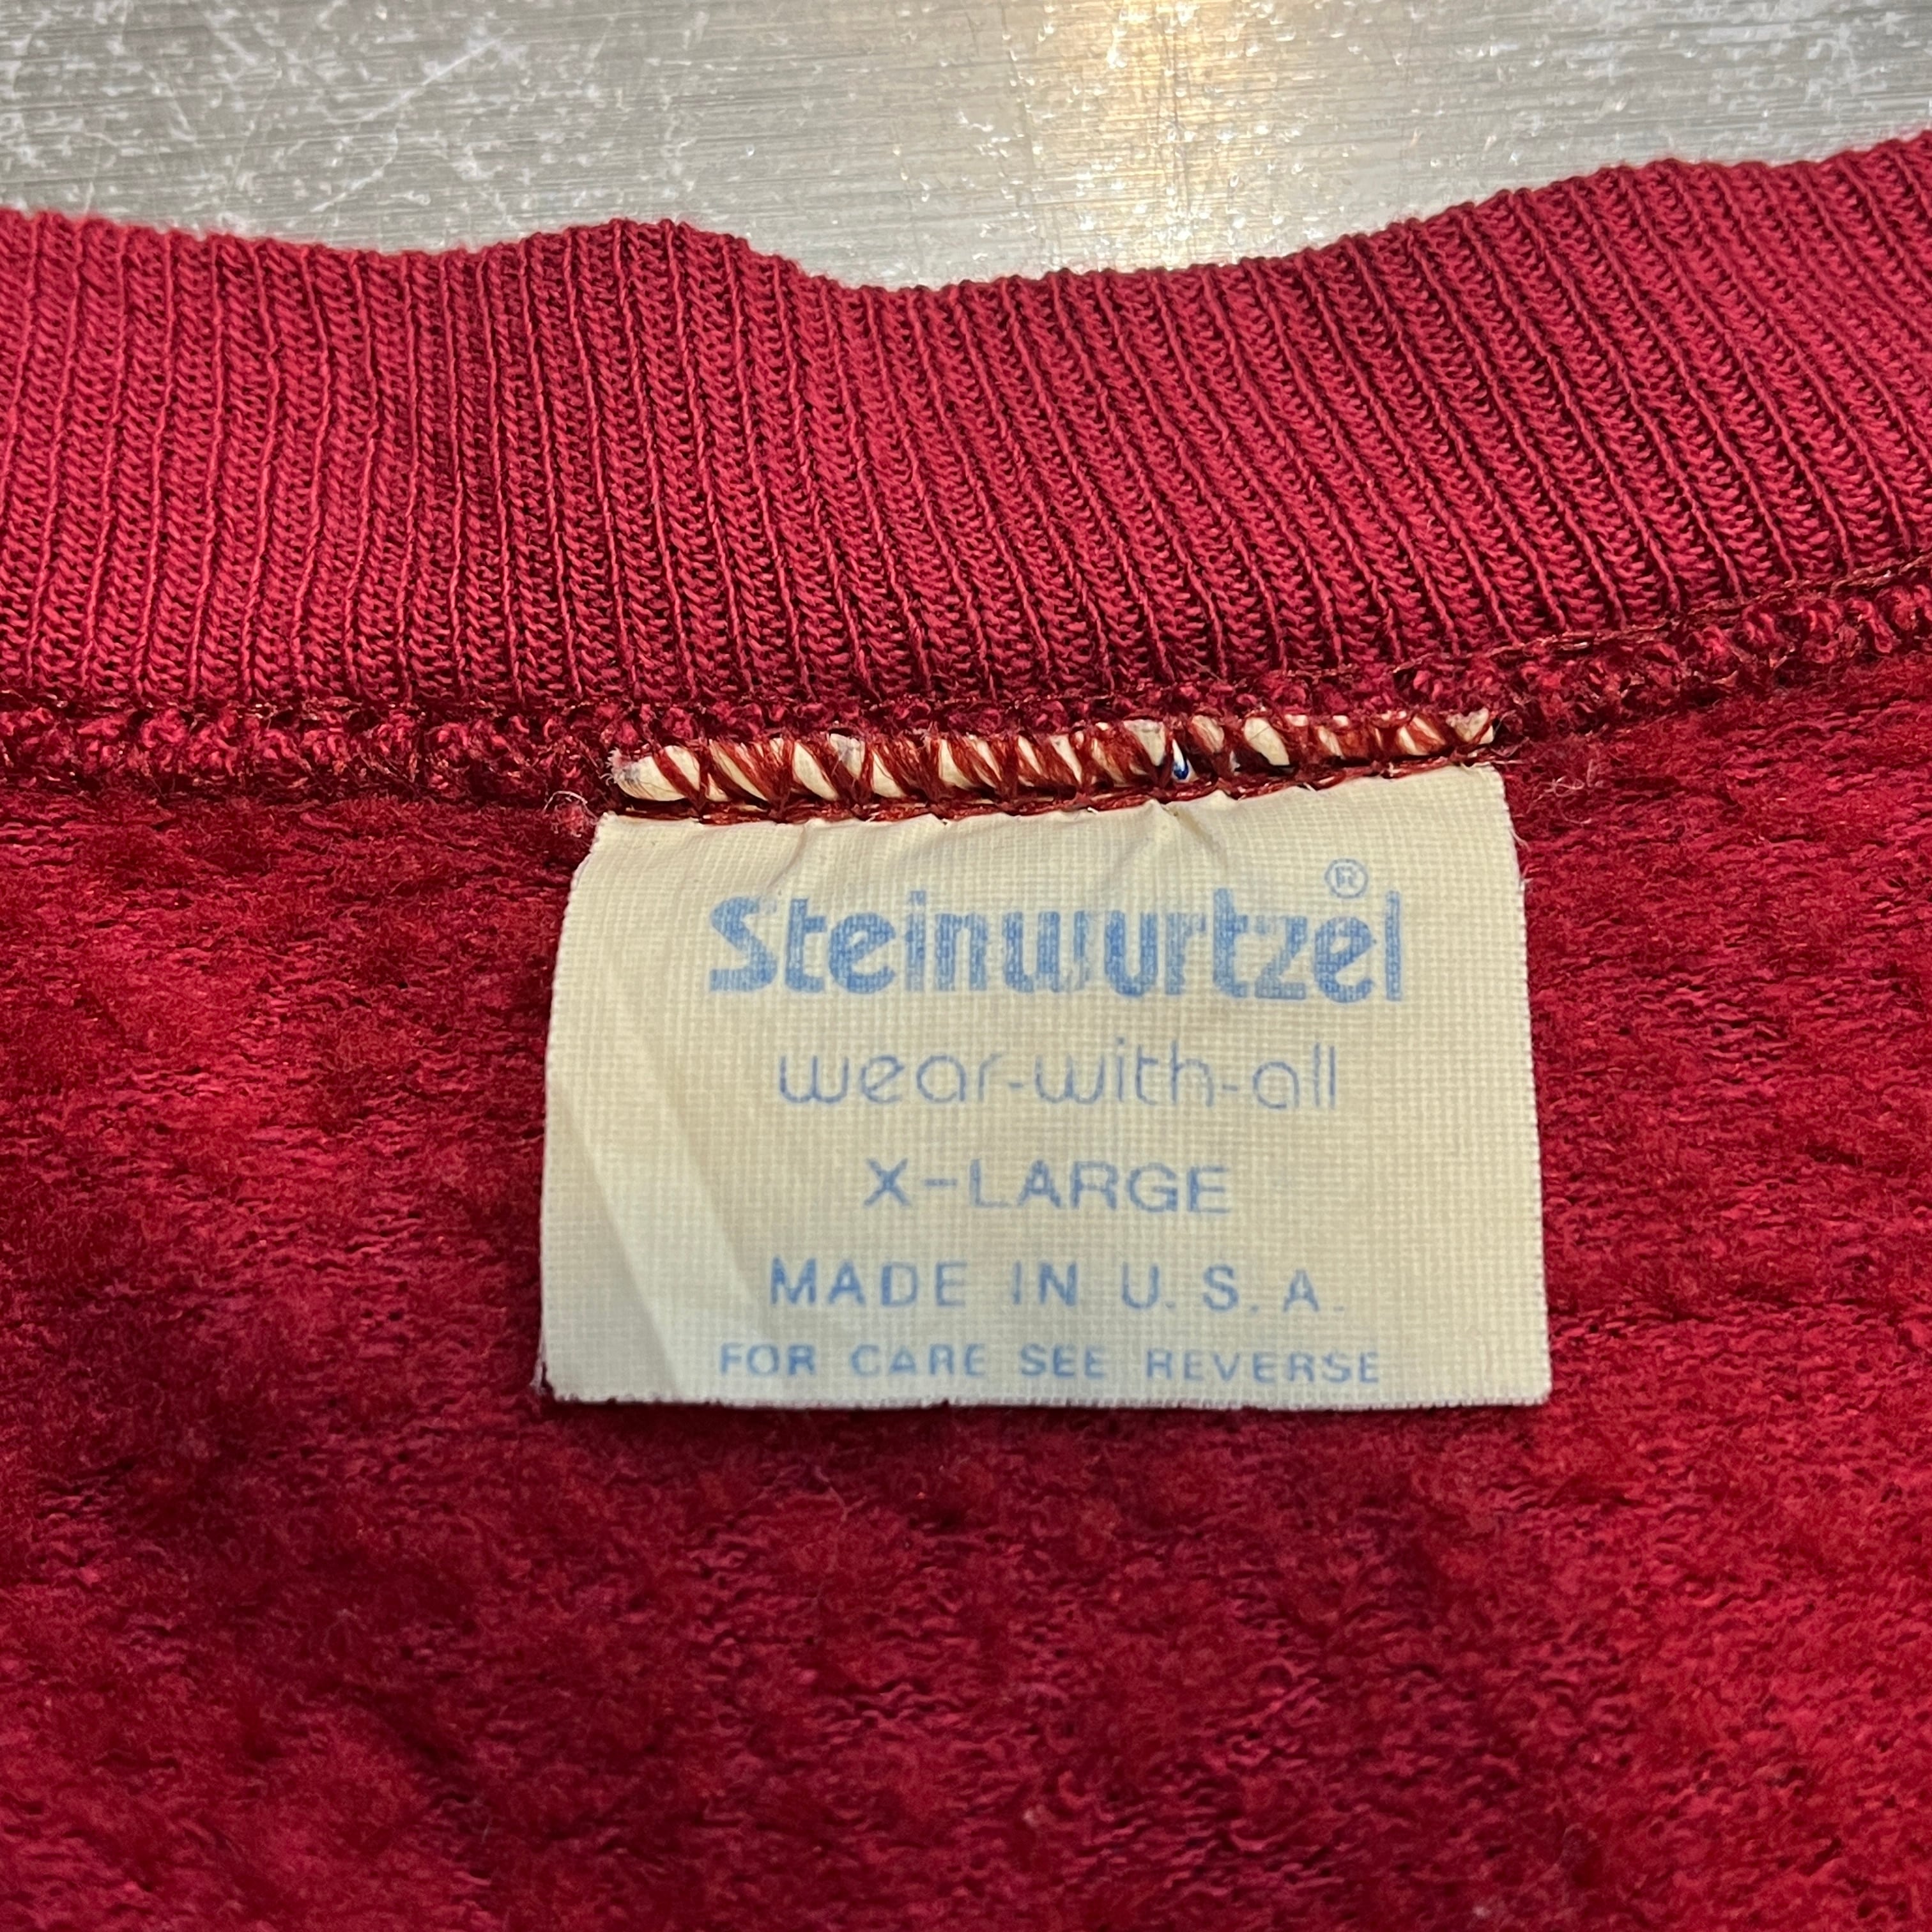 Steinwurtzel®
wear-with-all
X-LARGE
MADE IN U.S.A.
FOR CARE SEE REVERSE